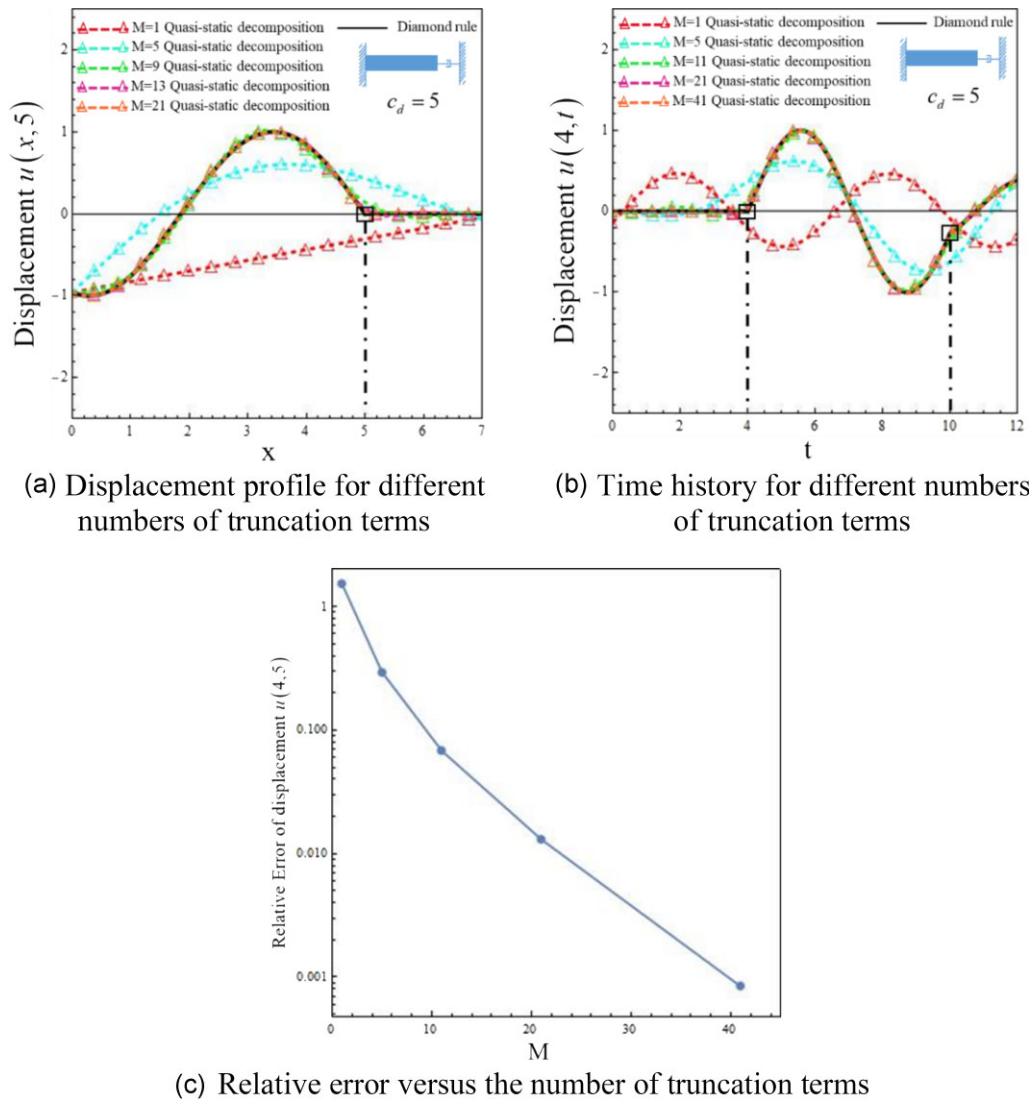 M=1 Quasi-static decomposition
M=5 Quasi-static decomposition
M=9 Quasi-static decomposition
M=13 Quasi-static decomposition
M=21 Quasi-static decomposition
Diamond rule
c_d = 5
Displacement u(x,5)
2
1
0
−1
−2
0 1 2 3 4 5 6 7
x
(a) Displacement profile for different
numbers of truncation terms
M=1 Quasi-static decomposition
M=5 Quasi-static decomposition
M=11 Quasi-static decomposition
M=21 Quasi-static decomposition
M=41 Quasi-static decomposition
Diamond rule
c_d = 5
Displacement u(4,t)
2
1
0
−1
−2
0 2 4 6 8 10 12
t
(b) Time history for different numbers
of truncation terms
Relative Error of displacement u(4,5)
1
0.100
0.010
0.001
0 10 20 30 40
M
(c) Relative error versus the number of truncation terms